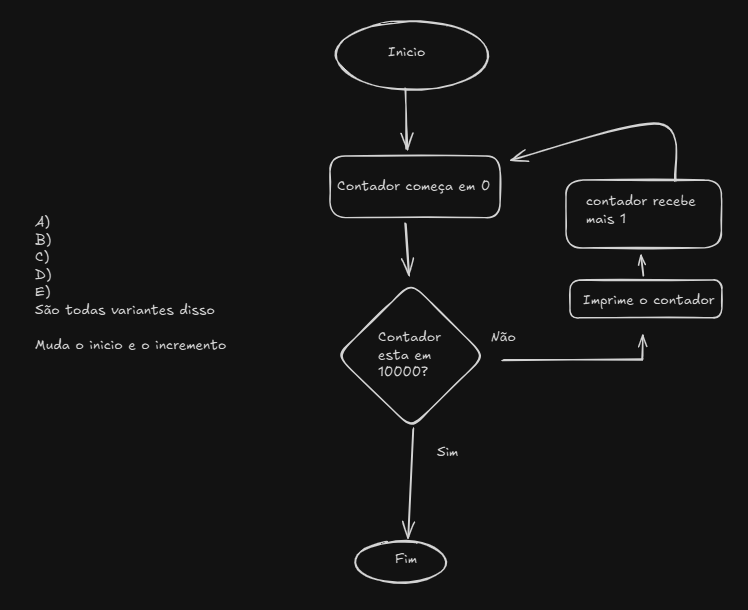 Inicio
Contador começa em 0
contador recebe
mais 1
A)
B)
C)
D)
E)
São todas variantes disso
Muda o inicio e o incremento
Imprime o contador
Contador
esta em
10000?
Não
Sim
Fim